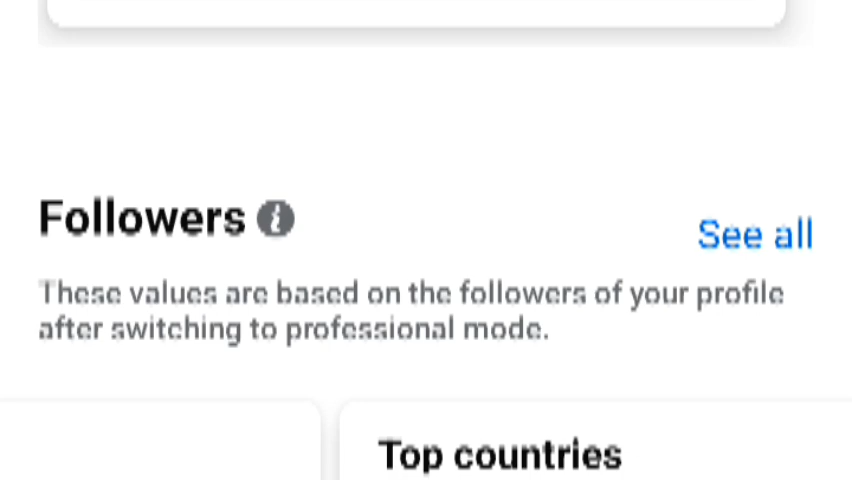 Followers
See all
These values are based on the followers of your profile
after switching to professional mode.
Top countries